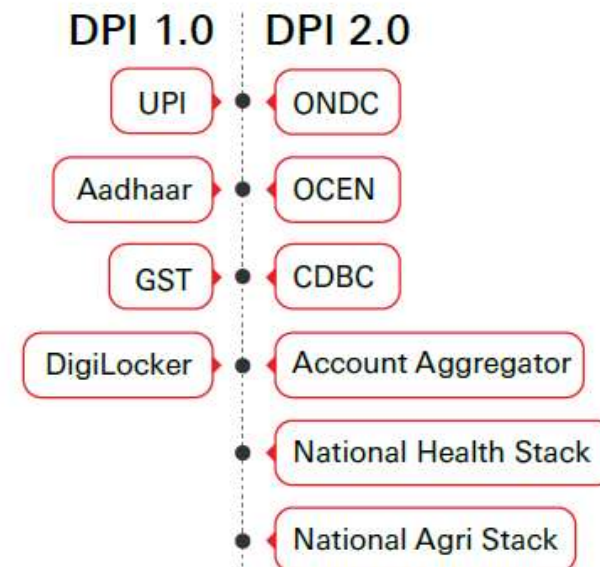 DPI 1.0 DPI 2.0
UPI ONDC
Aadhaar OCEN
GST CDBC
DigiLocker Account Aggregator
National Health Stack
National Agri Stack